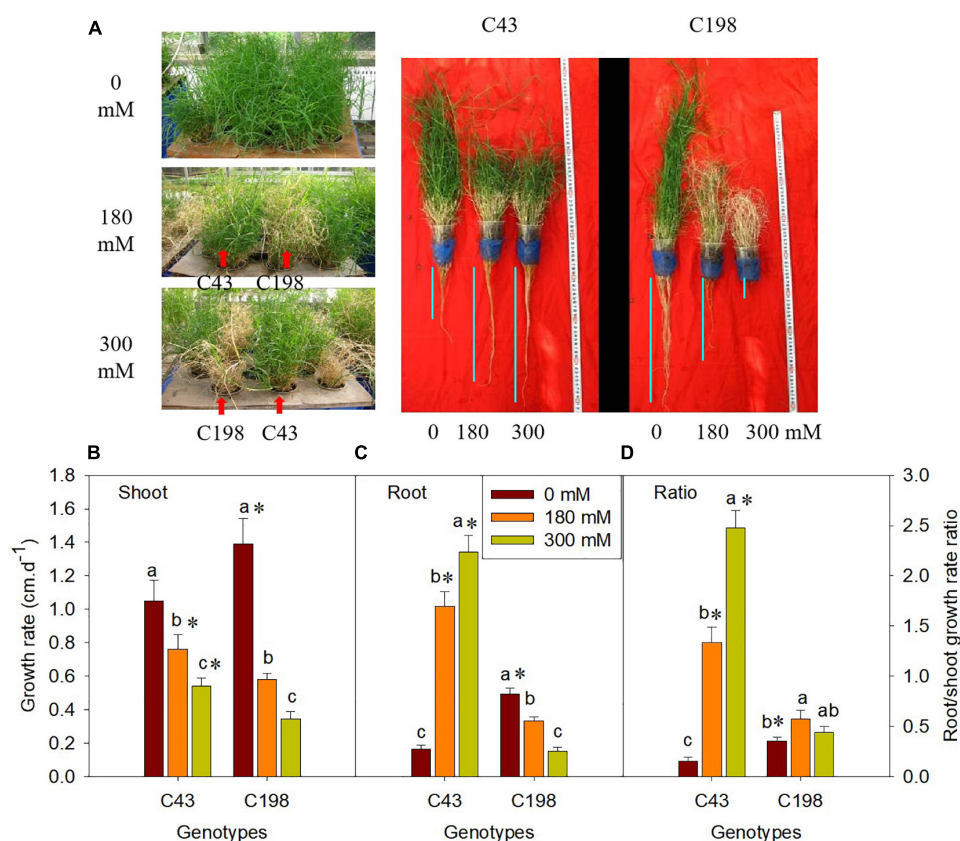 A
C43
C198
0
mM
180
mM
C43
C198
300
mM
C198
C43
0
180
300
0
180
300 mM
B
C
D
Shoot
Root
Ratio
0 mM
180 mM
300 mM
Growth rate (cm.d-1)
1.8
1.6
1.4
1.2
1.0
0.8
0.6
0.4
0.2
0.0
a
b*
c*
a*
b
c
c
b*
a*
a*
b
c
c
b*
a*
b*
a
ab
3.0
2.5
2.0
1.5
1.0
0.5
0.0
Root/shoot growth rate ratio
C43
C198
C43
C198
C43
C198
Genotypes
Genotypes
Genotypes